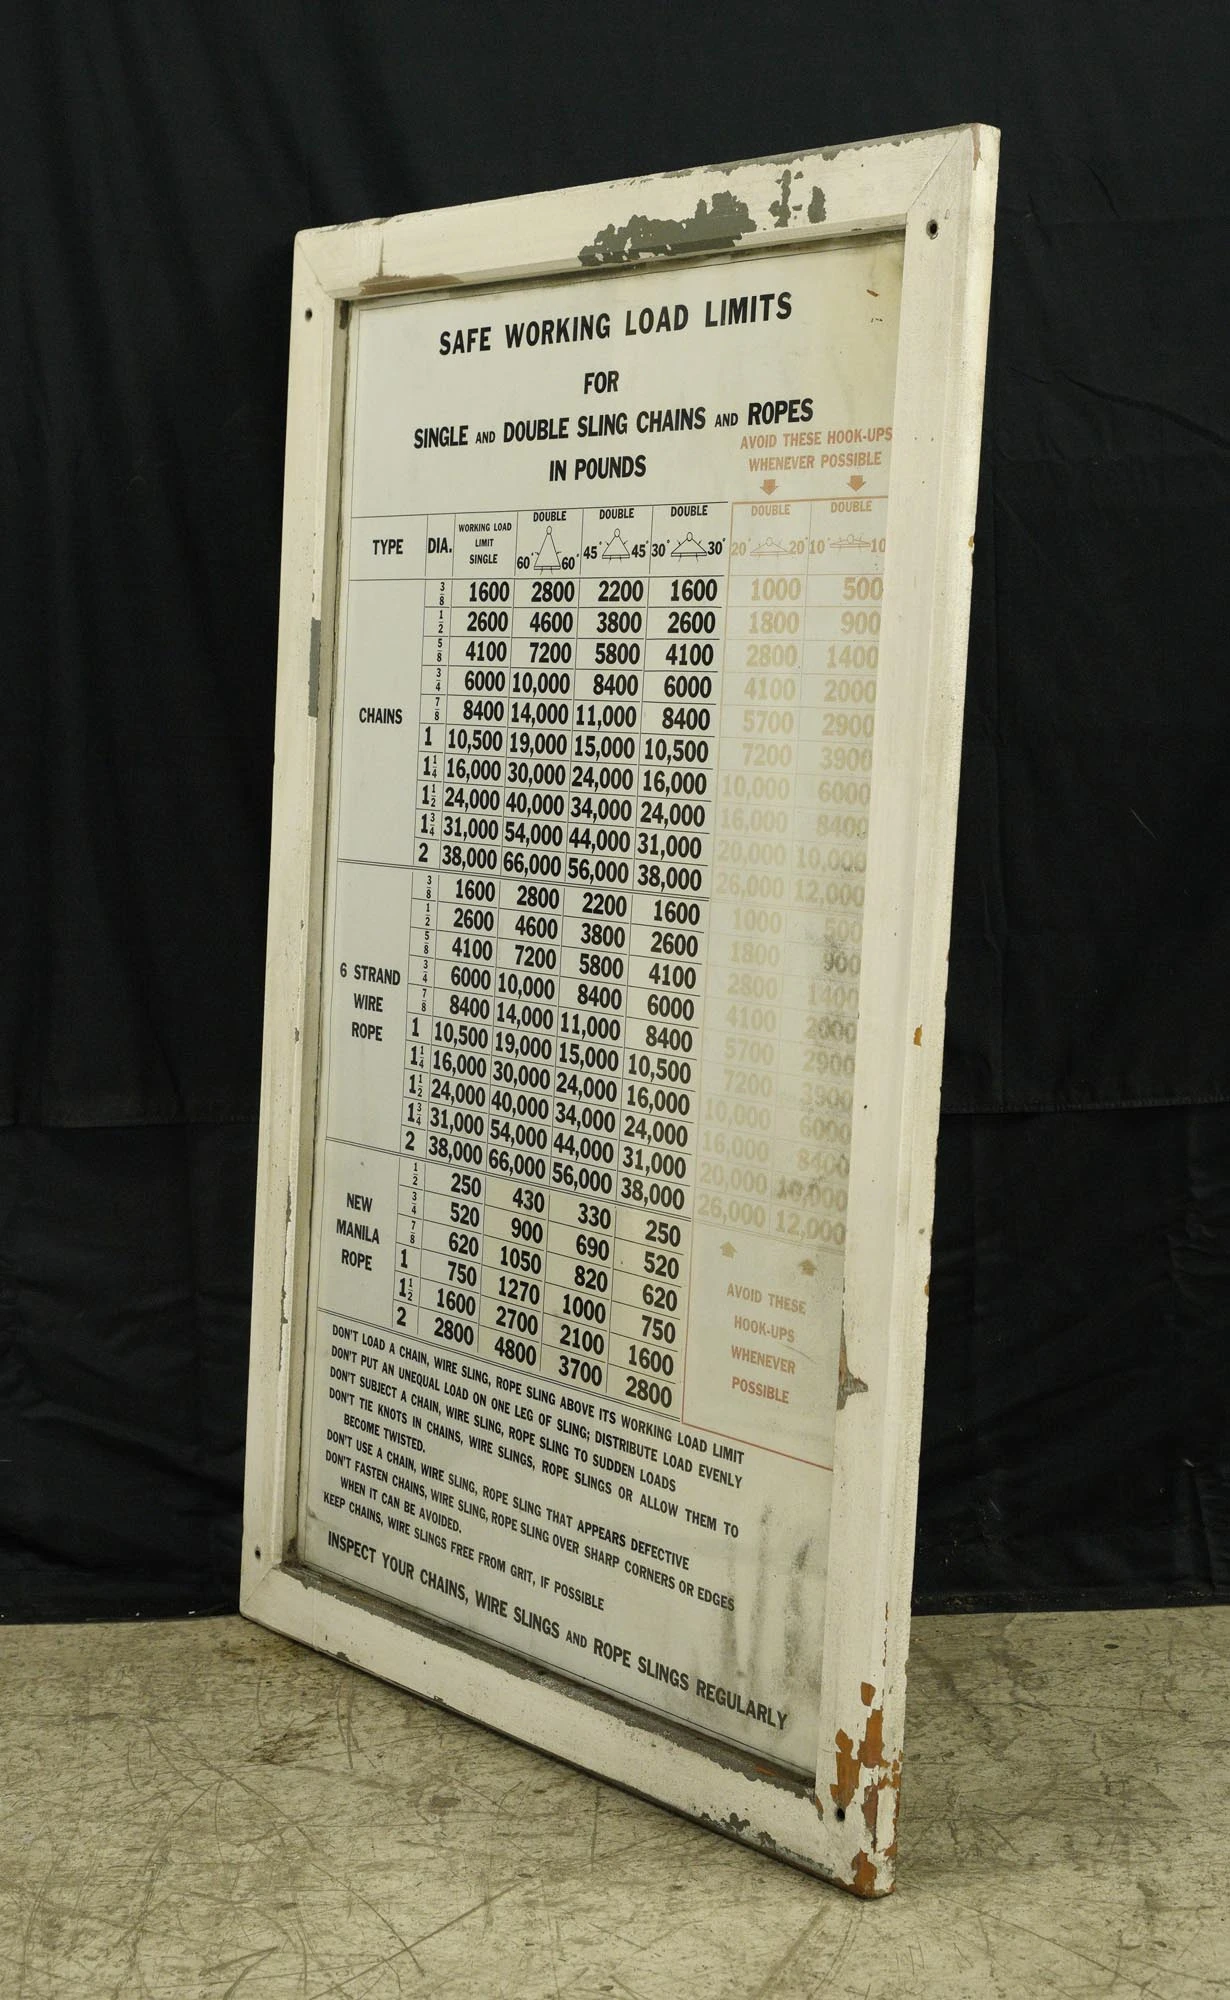 SAFE WORKING LOAD LIMITS
FOR
SINGLE AND DOUBLE SLING CHAINS AND ROPES
IN POUNDS
AVOID THESE HOOK-UPS
WHENEVER POSSIBLE
TYPE DIA. WORKING LOAD LIMIT SINGLE DOUBLE 60° 60° DOUBLE 45° 45° DOUBLE 30° 30° DOUBLE 20° 20° DOUBLE 10° 10
CHAINS
3/8 1600 2800 2200 1600 1000 500
1/2 2600 4600 3800 2600 1800 900
5/8 4100 7200 5800 4100 2800 1400
3/4 6000 10,000 8400 6000 4100 2000
7/8 8400 14,000 11,000 8400 5700 2900
1 10,500 19,000 15,000 10,500 7200 3900
1 1/4 16,000 30,000 24,000 16,000 10,000 6000
1 1/2 24,000 40,000 34,000 24,000 16,000 8400
1 3/4 31,000 54,000 44,000 31,000 20,000 10,000
2 38,000 66,000 56,000 38,000 26,000 12,000
6 STRAND
WIRE
ROPE
3/8 1600 2800 2200 1600 1000 500
1/2 2600 4600 3800 2600 1800 900
5/8 4100 7200 5800 4100 2800 1400
3/4 6000 10,000 8400 6000 4100 2000
7/8 8400 14,000 11,000 8400 5700 2900
1 10,500 19,000 15,000 10,500 7200 3900
1 1/4 16,000 30,000 24,000 16,000 10,000 6000
1 1/2 24,000 40,000 34,000 24,000 16,000 8400
1 3/4 31,000 54,000 44,000 31,000 20,000 10,000
2 38,000 66,000 56,000 38,000 26,000 12,000
NEW
MANILA
ROPE
1/2 250 430 330 250
3/4 520 900 690 520
7/8 620 1050 820 620
1 750 1270 1000 750
1 1/2 1600 2700 2100 1600
2 2800 4800 3700 2800
AVOID THESE
HOOK-UPS
WHENEVER
POSSIBLE
DON'T LOAD A CHAIN, WIRE SLING, ROPE SLING ABOVE ITS WORKING LOAD LIMIT
DON'T PUT AN UNEQUAL LOAD ON ONE LEG OF SLING; DISTRIBUTE LOAD EVENLY
DON'T SUBJECT A CHAIN, WIRE SLING, ROPE SLING TO SUDDEN LOADS
DON'T TIE KNOTS IN CHAINS, WIRE SLINGS, ROPE SLINGS OR ALLOW THEM TO
BECOME TWISTED.
DON'T USE A CHAIN, WIRE SLING, ROPE SLING THAT APPEARS DEFECTIVE
DON'T FASTEN CHAINS, WIRE SLING, ROPE SLING OVER SHARP CORNERS OR EDGES
WHEN IT CAN BE AVOIDED.
KEEP CHAINS, WIRE SLINGS FREE FROM GRIT, IF POSSIBLE
INSPECT YOUR CHAINS, WIRE SLINGS AND ROPE SLINGS REGULARLY